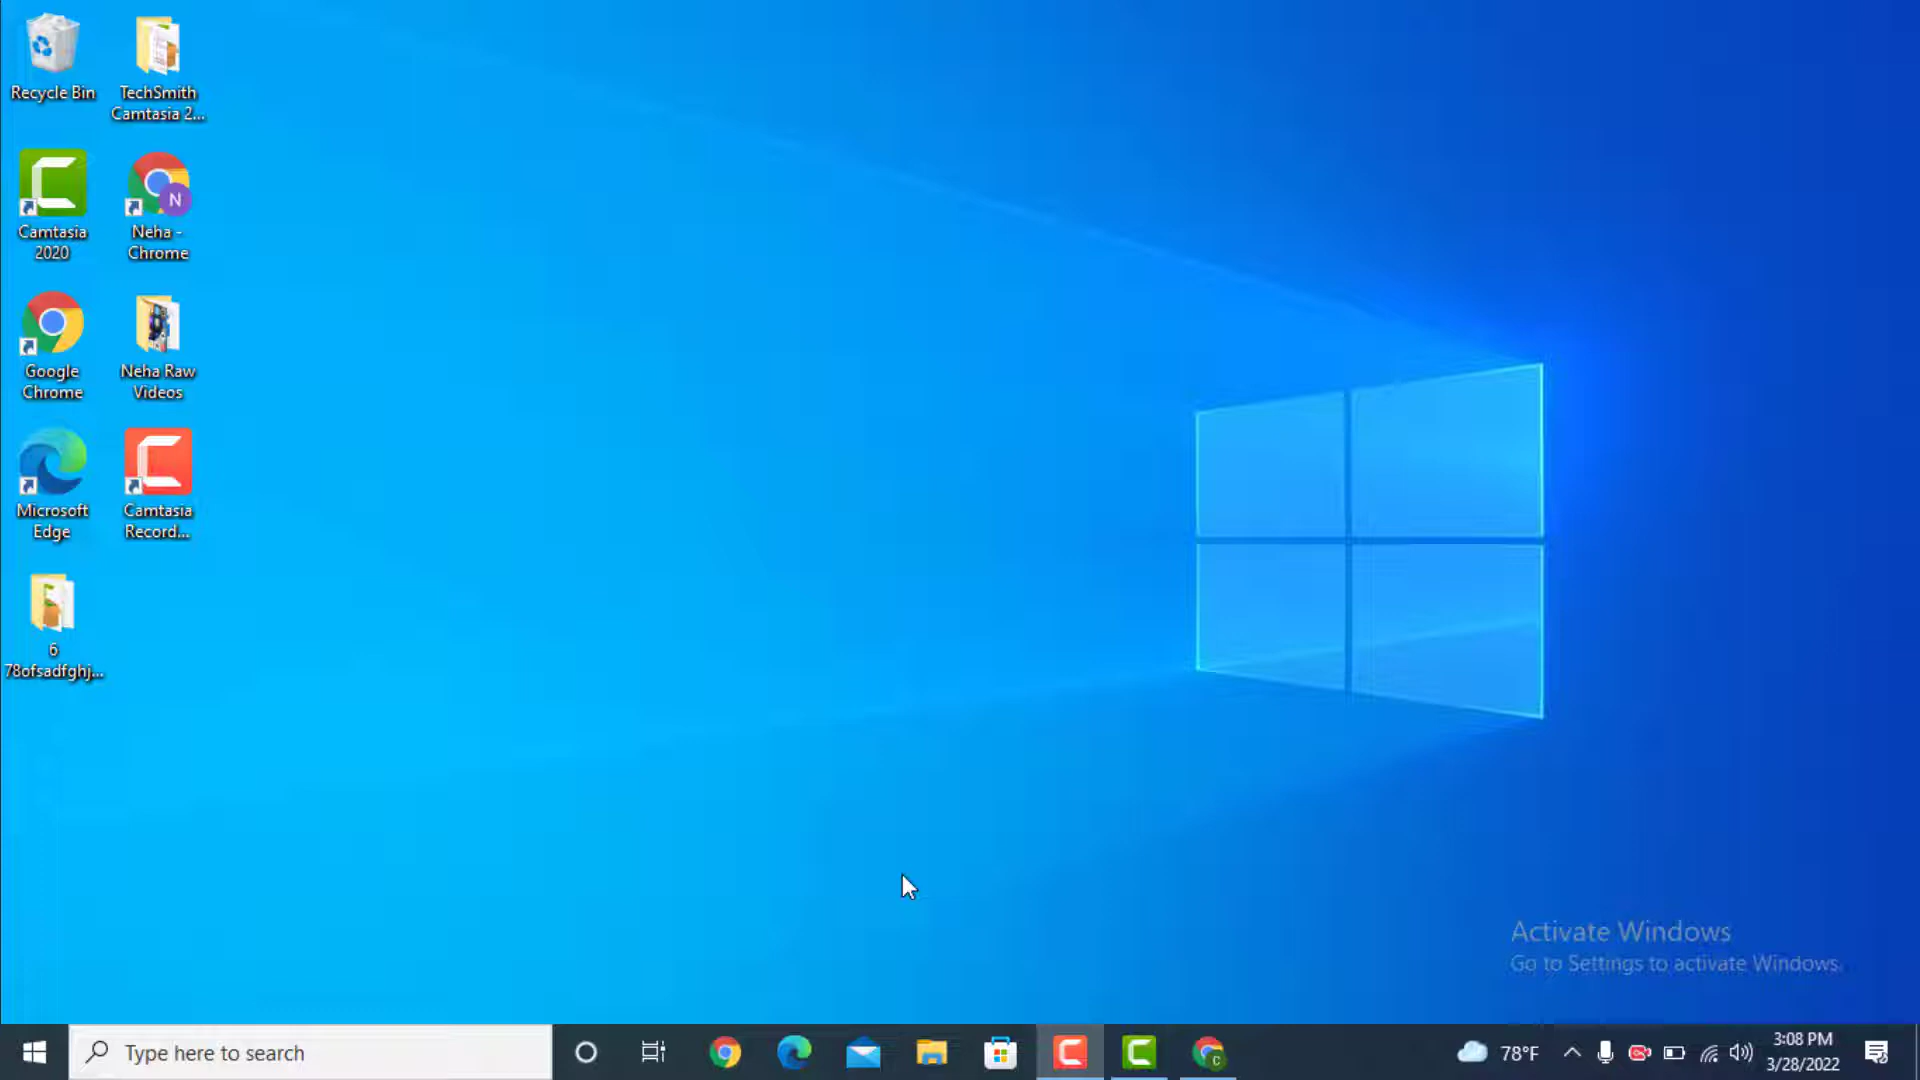 Recycle Bin
TechSmith
Camtasia 2...
Camtasia
2020
N
Neha -
Chrome
Google
Chrome
Neha Raw
Videos
Microsoft
Edge
Camtasia
Record...
6
78ofsadfghj...
Activate Windows
Go to Settings to activate Windows.
Type here to search
C
78°F
3:08 PM
3/28/2022